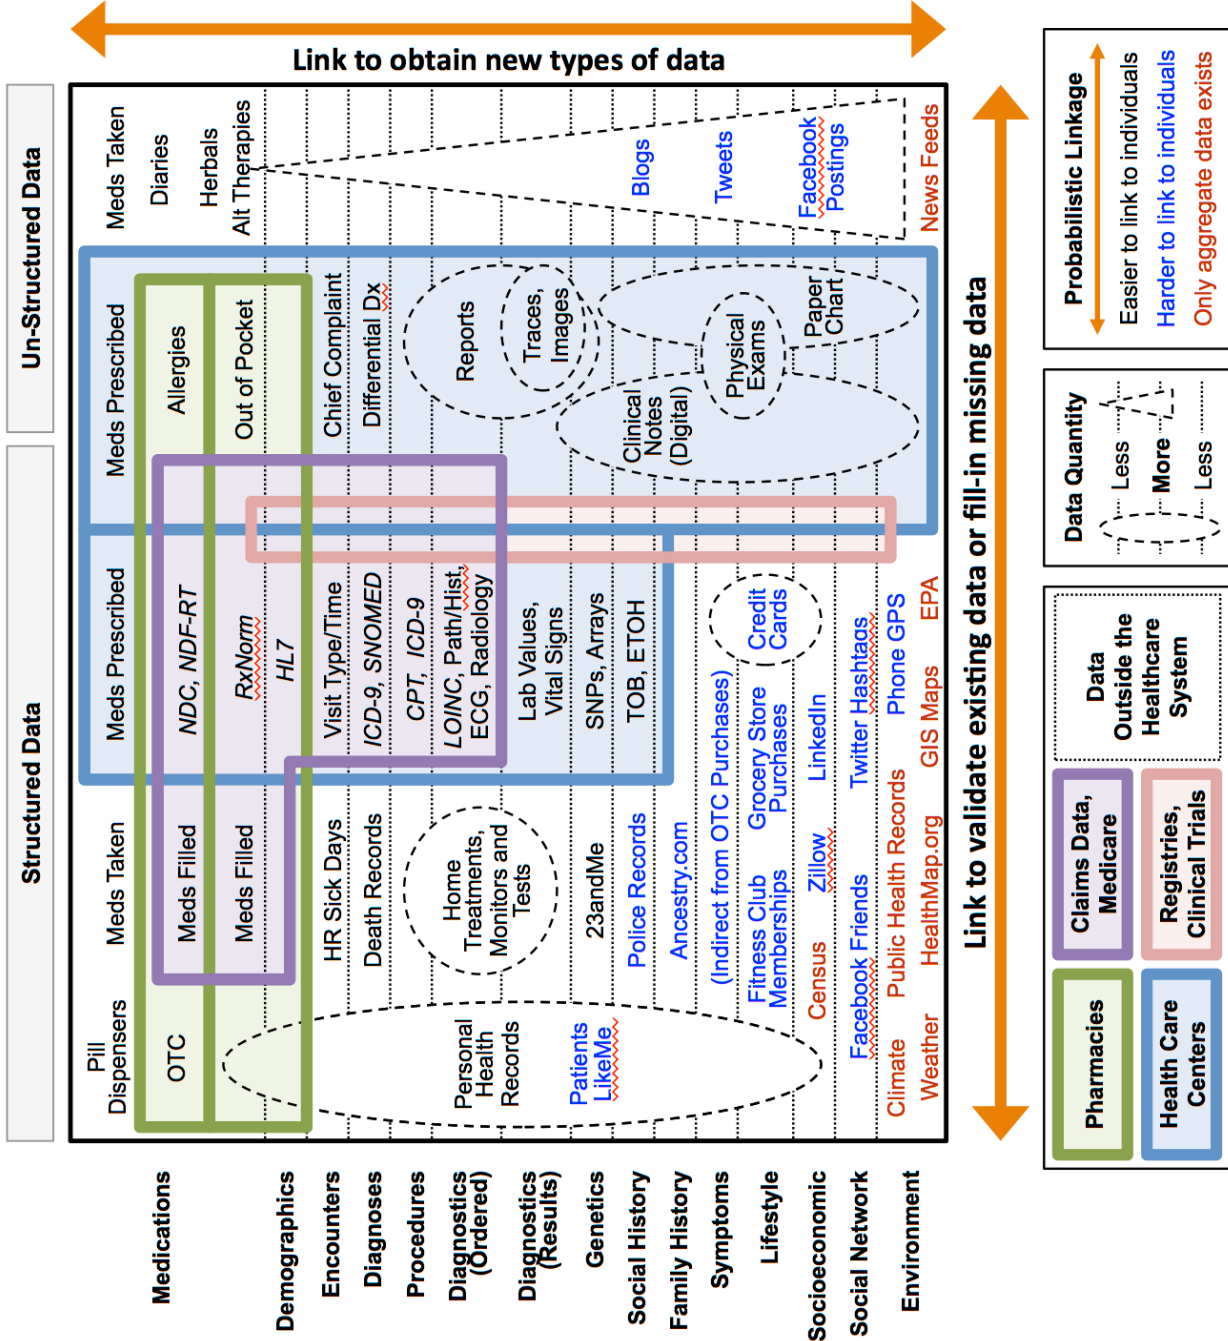 Structured Data
Un-Structured Data
Pill
Dispensers
Meds Taken
Meds Prescribed
Meds Prescribed
Meds Taken
Medications
OTC
Meds Filled
NDC, NDF-RT
Allergies
Diaries
Meds Filled
RxNorm
Out of Pocket
Herbals
Alt Therapies
Demographics
HL7
Encounters
HR Sick Days
Visit Type/Time
Chief Complaint
Diagnoses
Death Records
ICD-9, SNOMED
Differential Dx
Procedures
CPT, ICD-9
Diagnostics
(Ordered)
Personal
Health
Records
Home
Treatments,
Monitors and
Tests
LOINC, Path/Hist,
ECG, Radiology
Reports
Diagnostics
(Results)
Lab Values,
Vital Signs
Traces,
Images
Genetics
Patients
LikeMe
23andMe
SNPs, Arrays
Social History
Police Records
TOB, ETOH
Clinical
Notes
(Digital)
Blogs
Family History
Ancestry.com
Symptoms
(Indirect from OTC Purchases)
Physical
Exams
Tweets
Lifestyle
Fitness Club
Memberships
Grocery Store
Purchases
Credit
Cards
Socioeconomic
Census
Zillow
LinkedIn
Paper
Chart
Facebook
Postings
Social Network
Facebook Friends
Twitter Hashtags
Environment
Climate
Public Health Records
Phone GPS
Weather
HealthMap.org
GIS Maps
EPA
News Feeds
Link to obtain new types of data
Link to validate existing data or fill-in missing data
Pharmacies
Claims Data,
Medicare
Data
Outside the
Healthcare
System
Health Care
Centers
Registries,
Clinical Trials
Data Quantity
Less
More
Less
Probabilistic Linkage
Easier to link to individuals
Harder to link to individuals
Only aggregate data exists